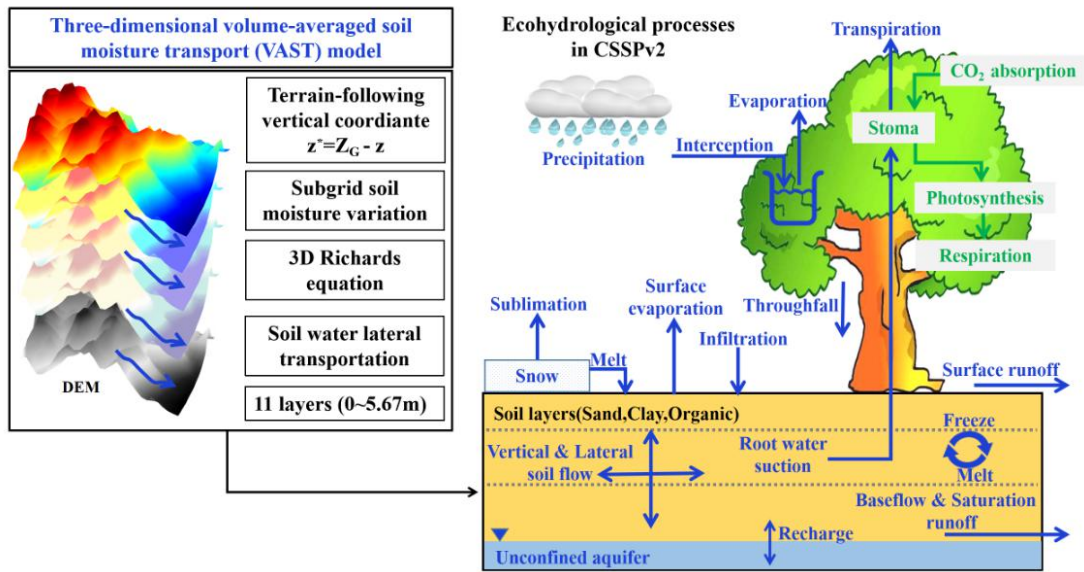 Three-dimensional volume-averaged soil
moisture transport (VAST) model
Terrain-following
vertical coordiante
z*=Z_G - z
Subgrid soil
moisture variation
3D Richards
equation
Soil water lateral
transportation
11 layers (0~5.67m)
DEM
Ecohydrological processes
in CSSPv2
Precipitation
Interception
Evaporation
Transpiration
CO₂ absorption
Stoma
Photosynthesis
Respiration
Throughfall
Sublimation
Surface
evaporation
Infiltration
Melt
Snow
Surface runoff
Soil layers(Sand,Clay,Organic)
Vertical & Lateral
soil flow
Root water
suction
Freeze
Melt
Baseflow & Saturation
runoff
Recharge
Unconfined aquifer